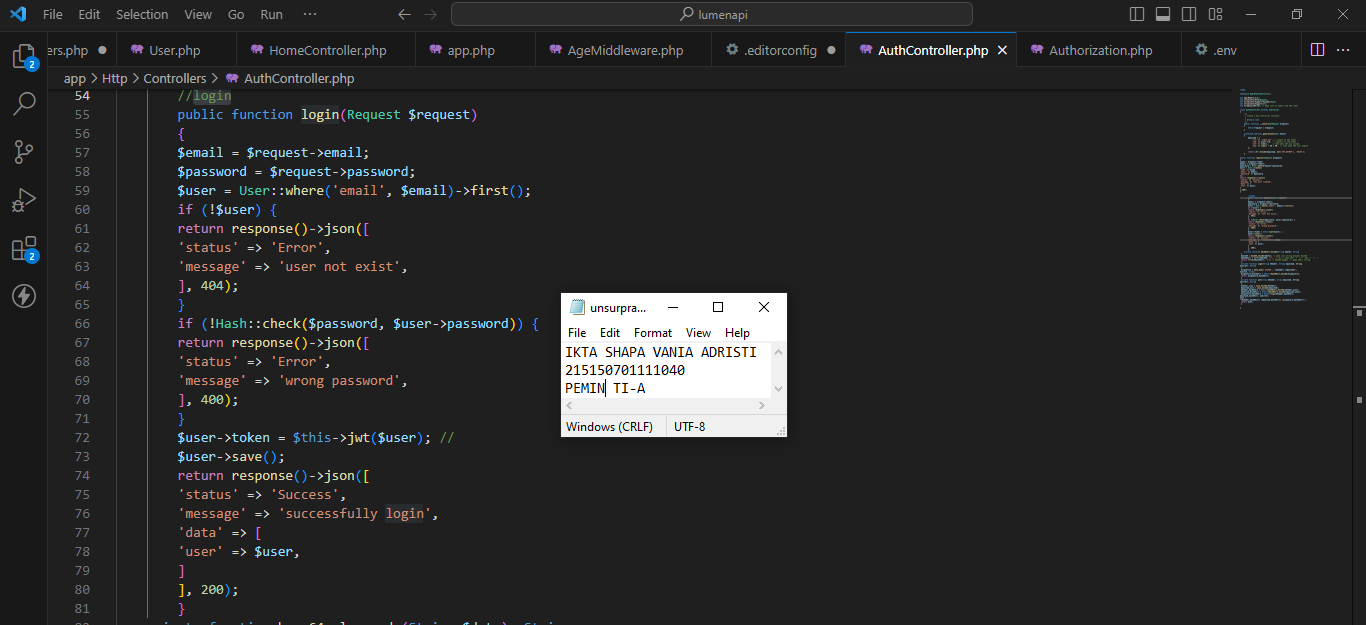 File Edit Selection View Go Run ··· lumenapi
ers.php User.php HomeController.php app.php AgeMiddleware.php .editorconfig AuthController.php Authorization.php .env
app > Http > Controllers > AuthController.php
54 //login
55 public function login(Request $request)
56 {
57 $email = $request->email;
58 $password = $request->password;
59 $user = User::where('email', $email)->first();
60 if (!$user) {
61 return response()->json([
62 'status' => 'Error',
63 'message' => 'user not exist',
64 ], 404);
65 }
66 if (!Hash::check($password, $user->password)) {
67 return response()->json([
68 'status' => 'Error',
69 'message' => 'wrong password',
70 ], 400);
71 }
72 $user->token = $this->jwt($user); //
73 $user->save();
74 return response()->json([
75 'status' => 'Success',
76 'message' => 'successfully login',
77 'data' => [
78 'user' => $user,
79 ]
80 ], 200);
81 }
2
2
unsurpra...
File Edit Format View Help
IKTA SHAPA VANIA ADRISTI
215150701111040
PEMIN TI-A
Windows (CRLF) UTF-8